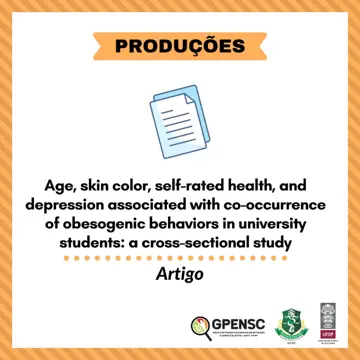 PRODUÇÕES
Age, skin color, self-rated health, and
depression associated with co-occurrence
of obesogenic behaviors in university
students: a cross-sectional study
Artigo
GPENSC
UFOP